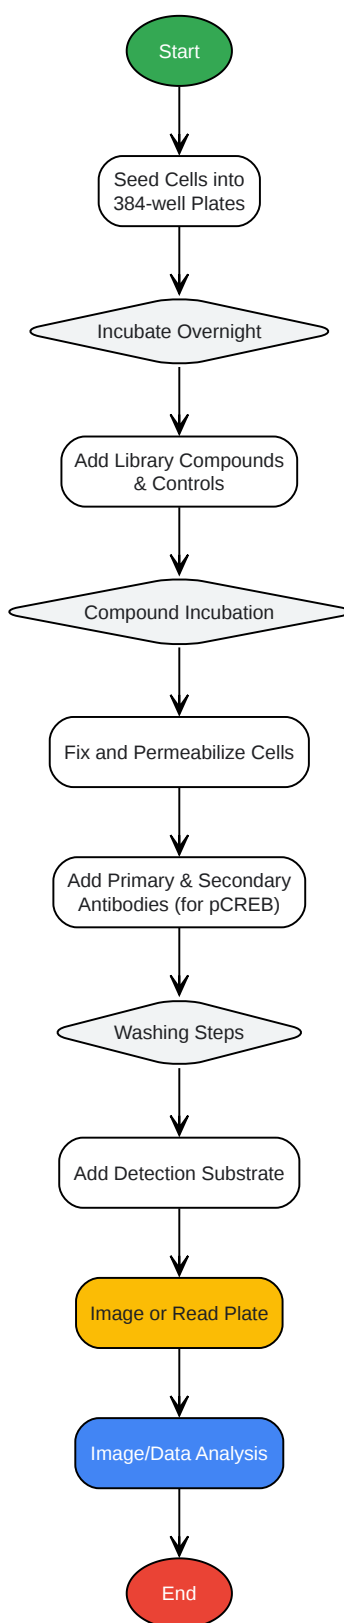 Start
Seed Cells into
384-well Plates
Incubate Overnight
Add Library Compounds
& Controls
Compound Incubation
Fix and Permeabilize Cells
Add Primary & Secondary
Antibodies (for pCREB)
Washing Steps
Add Detection Substrate
Image or Read Plate
Image/Data Analysis
End